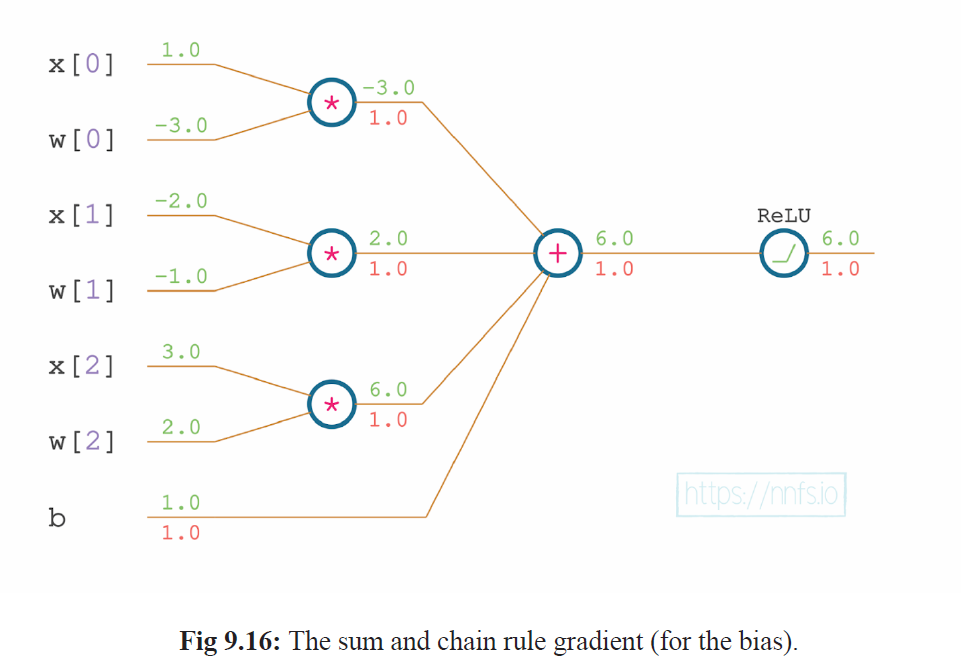 x[0] 1.0
-3.0
1.0
w[0] -3.0
x[1] -2.0
2.0
1.0
w[1] -1.0
x[2] 3.0
6.0
1.0
w[2] 2.0
b 1.0
1.0
*
*
*
+
6.0
1.0
ReLU
6.0
1.0
https://nnfs.io
Fig 9.16: The sum and chain rule gradient (for the bias).